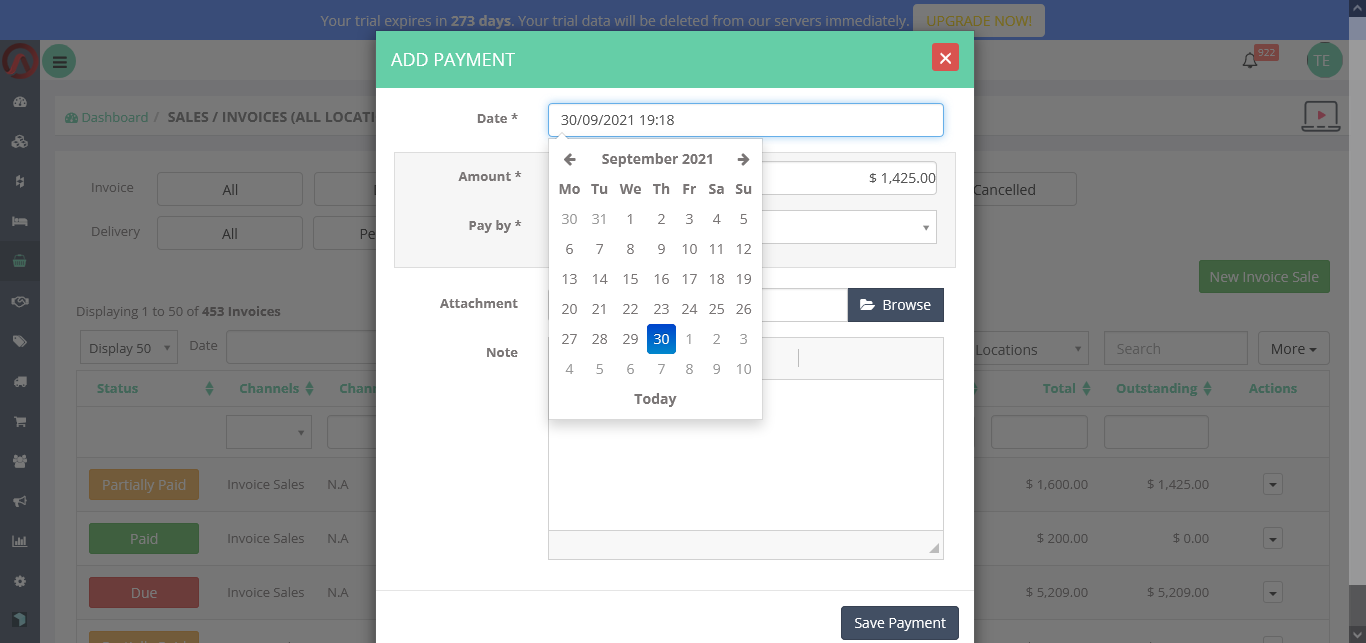 Your trial expires in 273 days. Your trial data will be deleted from our servers immediately. UPGRADE NOW!
ADD PAYMENT
922
TE
Dashboard / SALES / INVOICES (ALL LOCATI
Date *
30/09/2021 19:18
September 2021
Mo Tu We Th Fr Sa Su
30 31 1 2 3 4 5
6 7 8 9 10 11 12
13 14 15 16 17 18 19
20 21 22 23 24 25 26
27 28 29 30 1 2 3
4 5 6 7 8 9 10
Today
Amount *
$ 1,425.00
Pay by *
Attachment
Browse
Note
Save Payment
Invoice All
Cancelled
Delivery All Pe
New Invoice Sale
Displaying 1 to 50 of 453 Invoices
Display 50 Date
Locations Search More
Status Channels Chann
Total Outstanding Actions
Partially Paid Invoice Sales N.A $ 1,600.00 $ 1,425.00
Paid Invoice Sales N.A $ 200.00 $ 0.00
Due Invoice Sales N.A $ 5,209.00 $ 5,209.00
Partially Paid